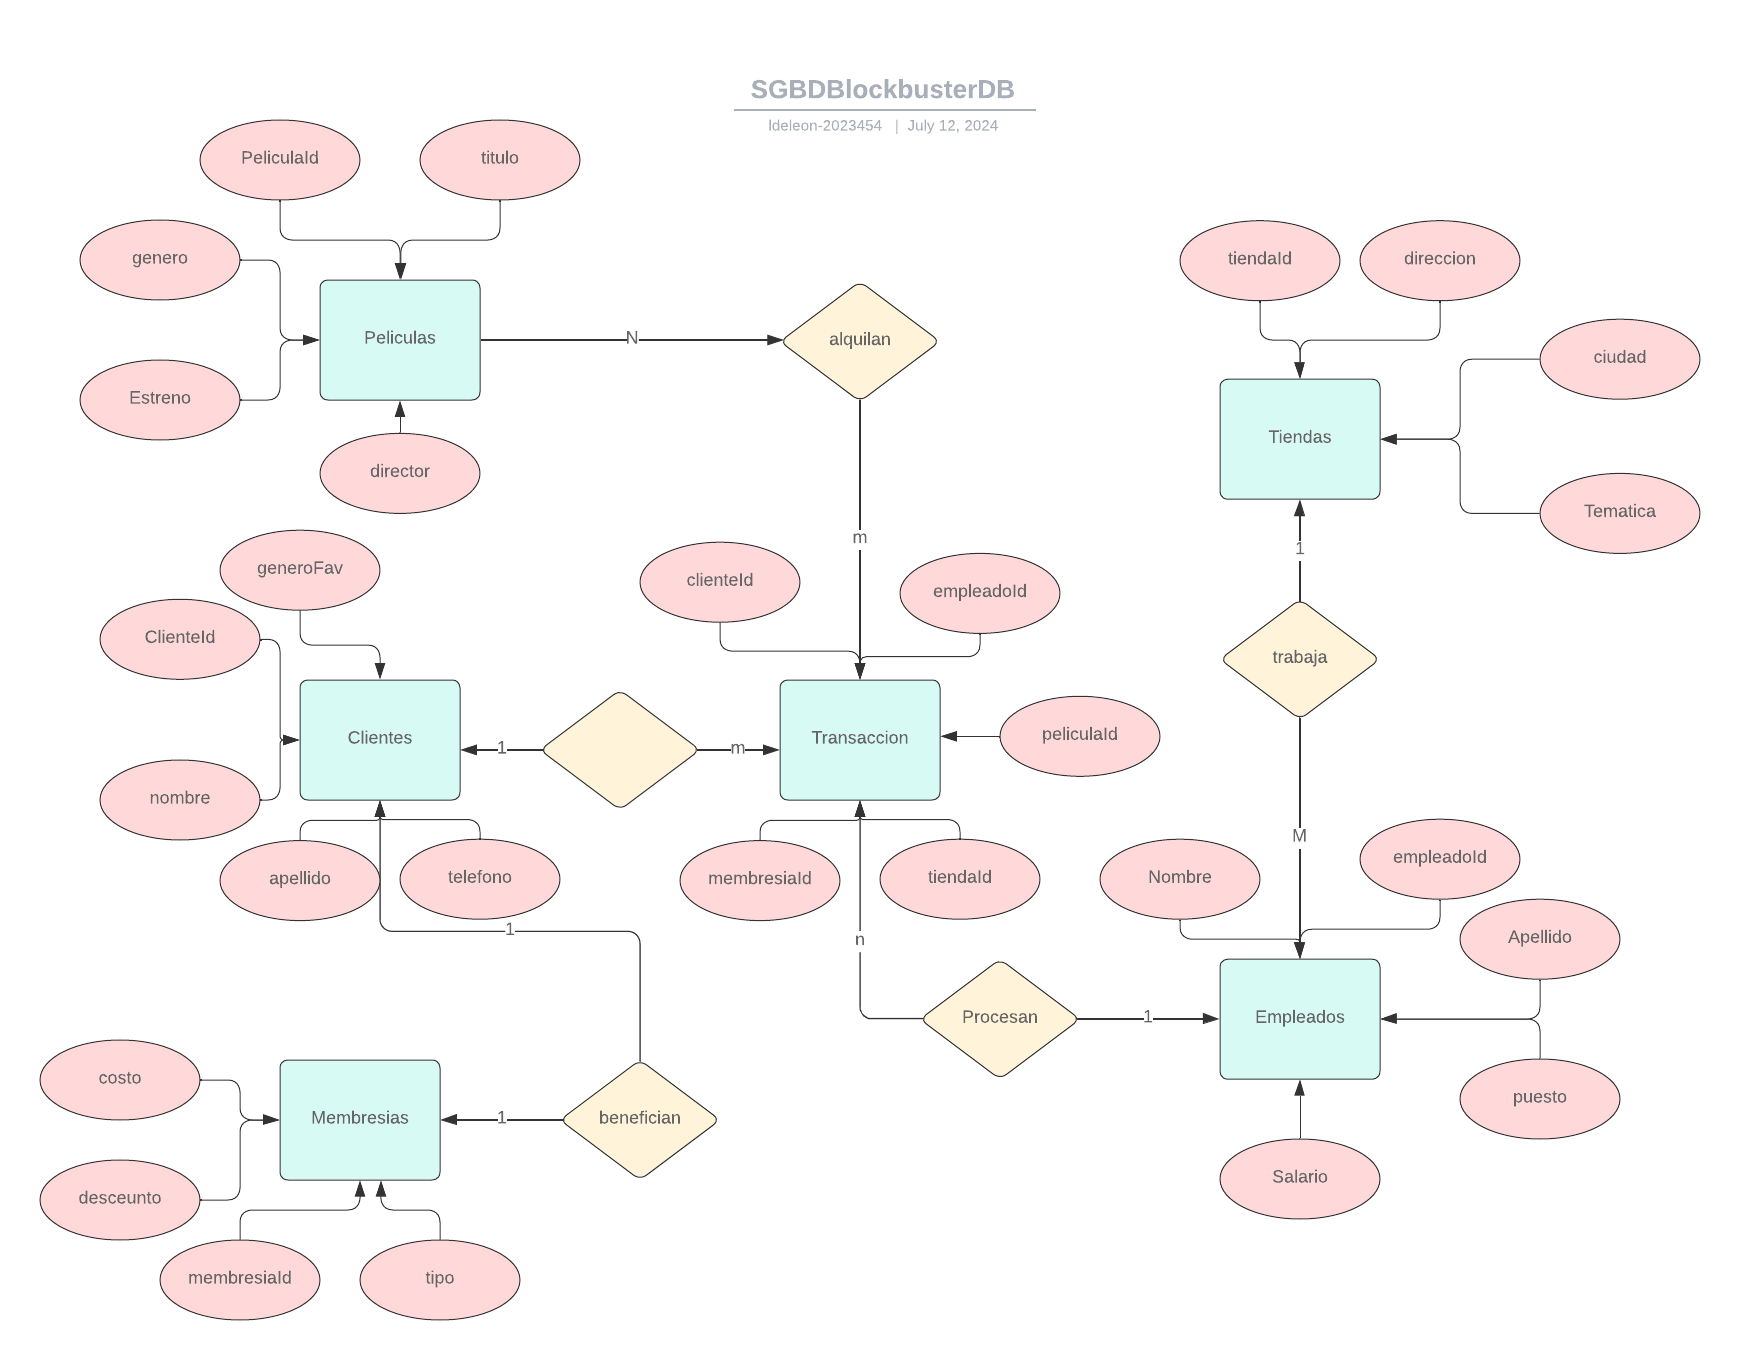 SGBDBlockbusterDB
ldeleon-2023454 | July 12, 2024
PeliculaId
titulo
genero
tiendaId
direccion
Peliculas
N
alquilan
ciudad
Estreno
Tiendas
director
Tematica
m
1
generoFav
clienteId
empleadoId
ClienteId
trabaja
Clientes
1
m
Transaccion
peliculaId
nombre
M
empleadoId
apellido
telefono
membresiaId
tiendaId
Nombre
1
n
Apellido
Procesan
1
Empleados
costo
Membresias
1
benefician
puesto
desceunto
Salario
membresiaId
tipo